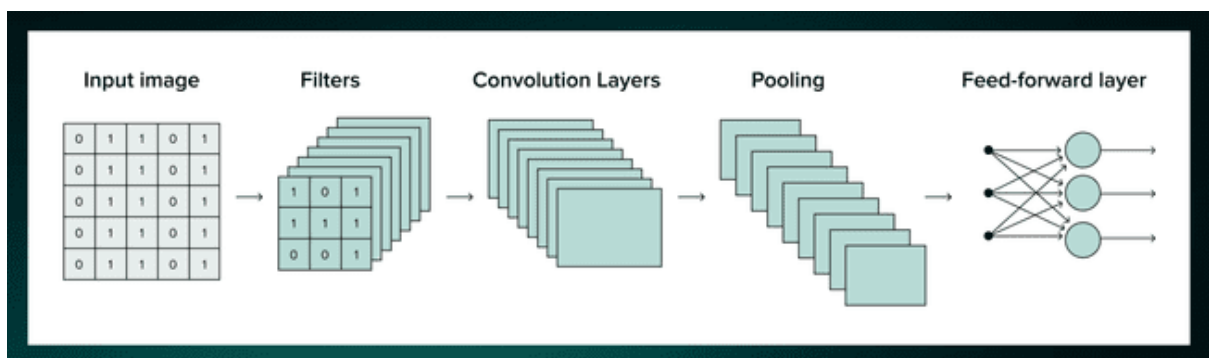 Input image
Filters
Convolution Layers
Pooling
Feed-forward layer
0 1 1 0 1
0 1 1 0 1
0 1 1 0 1
0 1 1 0 1
0 1 1 0 1
1 0 1
1 1 1
0 0 1